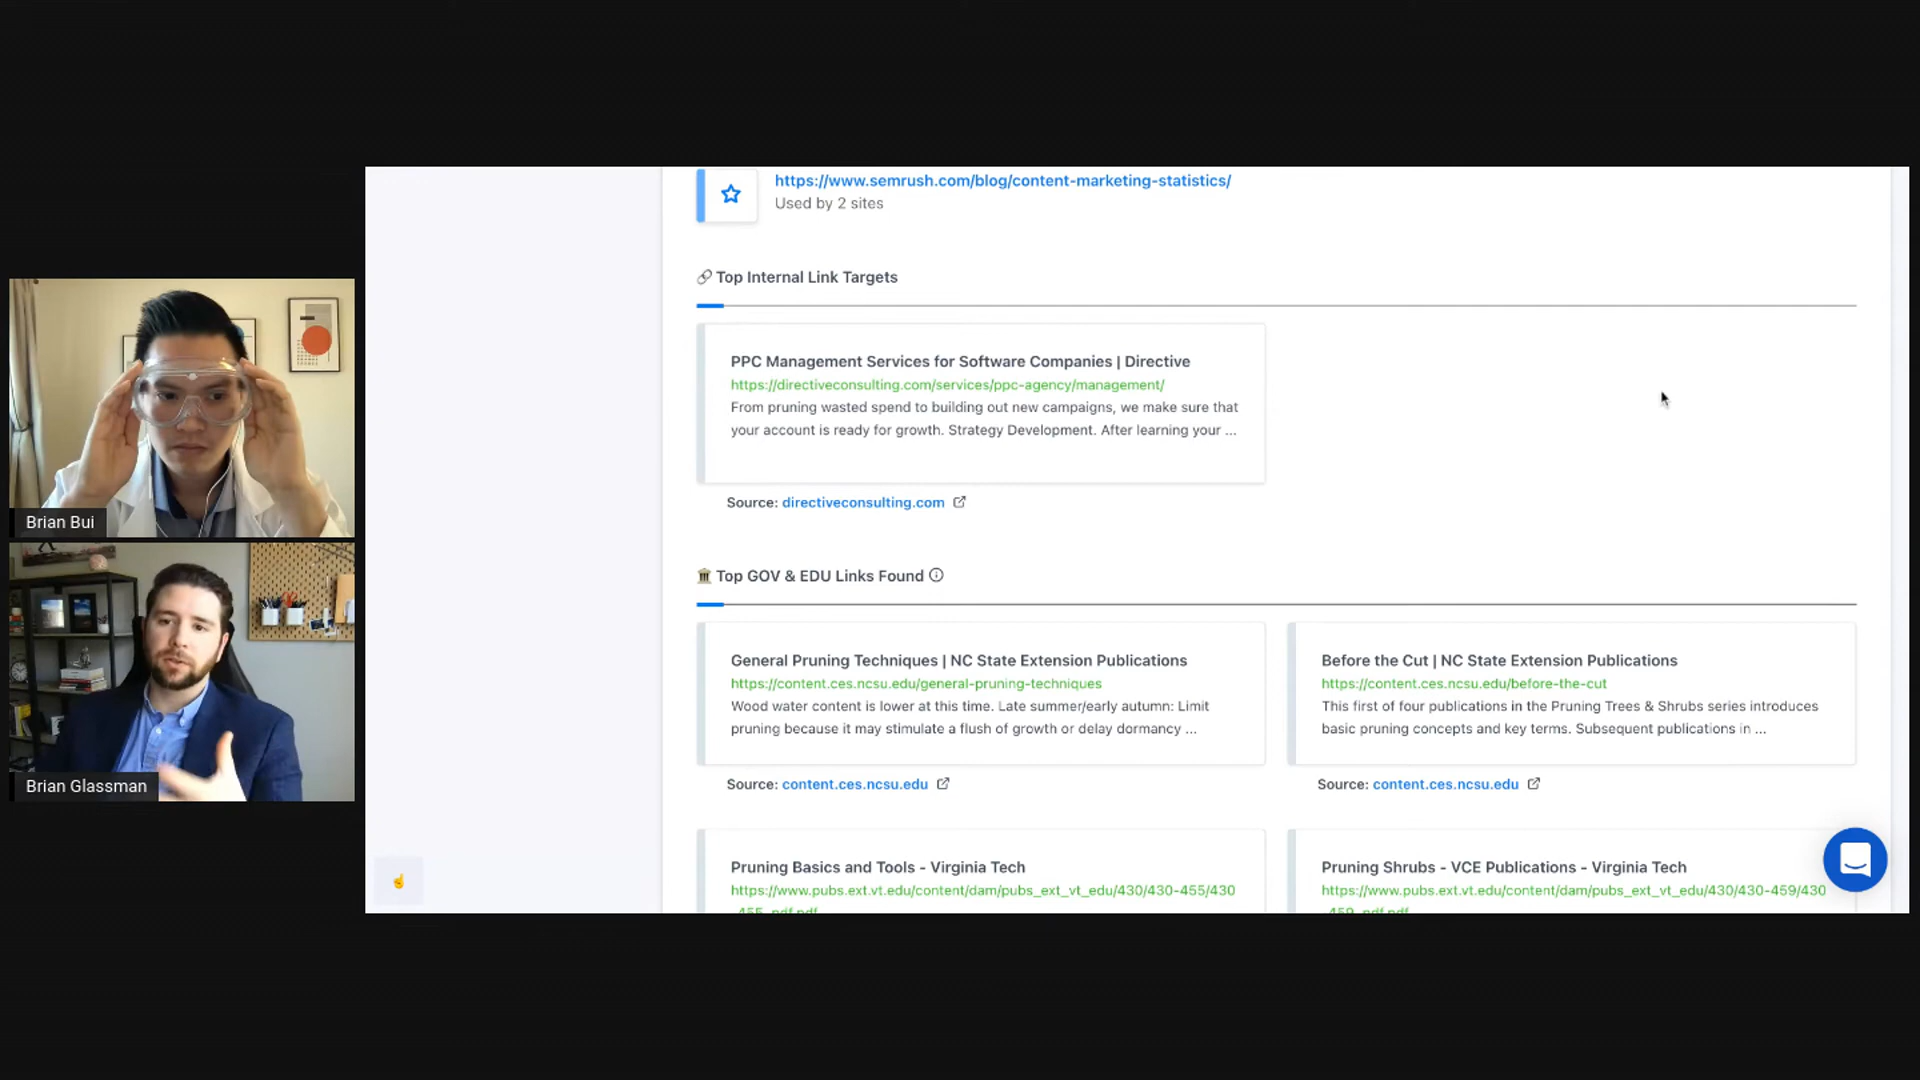 https://www.semrush.com/blog/content-marketing-statistics/
Used by 2 sites
Top Internal Link Targets
PPC Management Services for Software Companies | Directive
https://directiveconsulting.com/services/ppc-agency/management/
From pruning wasted spend to building out new campaigns, we make sure that
your account is ready for growth. Strategy Development. After learning your ...
Source: directiveconsulting.com
Top GOV & EDU Links Found
General Pruning Techniques | NC State Extension Publications
https://content.ces.ncsu.edu/general-pruning-techniques
Wood water content is lower at this time. Late summer/early autumn: Limit
pruning because it may stimulate a flush of growth or delay dormancy ...
Source: content.ces.ncsu.edu
Before the Cut | NC State Extension Publications
https://content.ces.ncsu.edu/before-the-cut
This first of four publications in the Pruning Trees & Shrubs series introduces
basic pruning concepts and key terms. Subsequent publications in ...
Source: content.ces.ncsu.edu
Pruning Basics and Tools - Virginia Tech
https://www.pubs.ext.vt.edu/content/dam/pubs_ext_vt_edu/430/430-455/430
455_pdf.pdf
Pruning Shrubs - VCE Publications - Virginia Tech
https://www.pubs.ext.vt.edu/content/dam/pubs_ext_vt_edu/430/430-459/430
459_pdf.pdf
Brian Bui
Brian Glassman